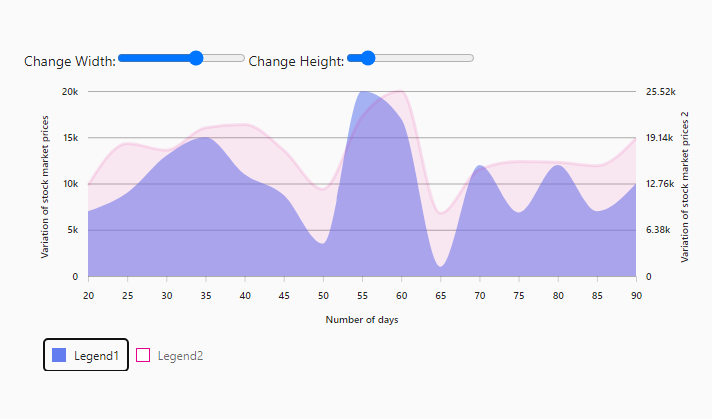 Change Width: Change Height:
Variation of stock market prices
20k
15k
10k
5k
0
25.52k
19.14k
12.76k
6.38k
0
Variation of stock market prices 2
20 25 30 35 40 45 50 55 60 65 70 75 80 85 90
Number of days
Legend1 Legend2